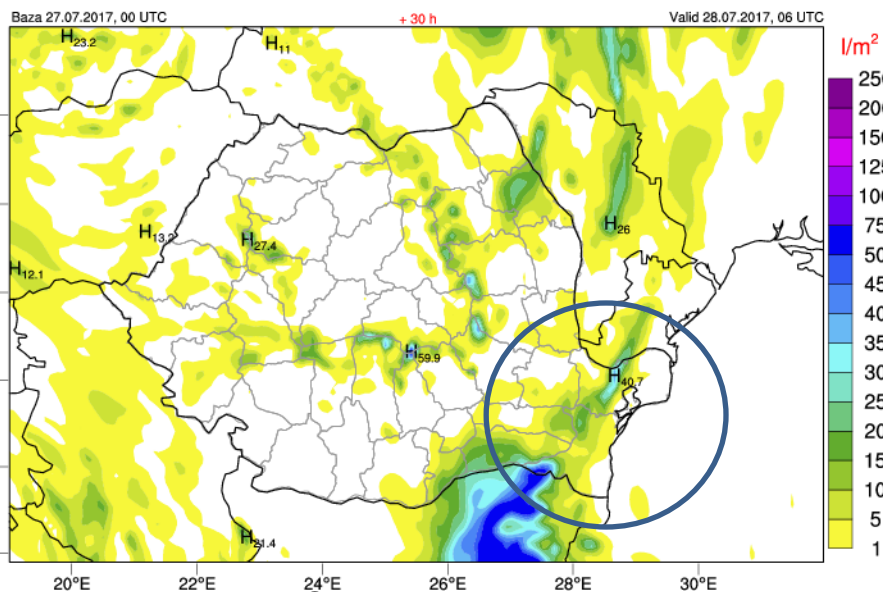 Baza 27.07.2017, 00 UTC + 30 h Valid 28.07.2017, 06 UTC
l/m²
H23.2
H11
H13.2
H27.4
H26
H12.1
H59.9
H40.7
H21.4
250
200
150
125
100
75
50
45
40
35
30
25
20
15
10
5
1
20°E 22°E 24°E 26°E 28°E 30°E